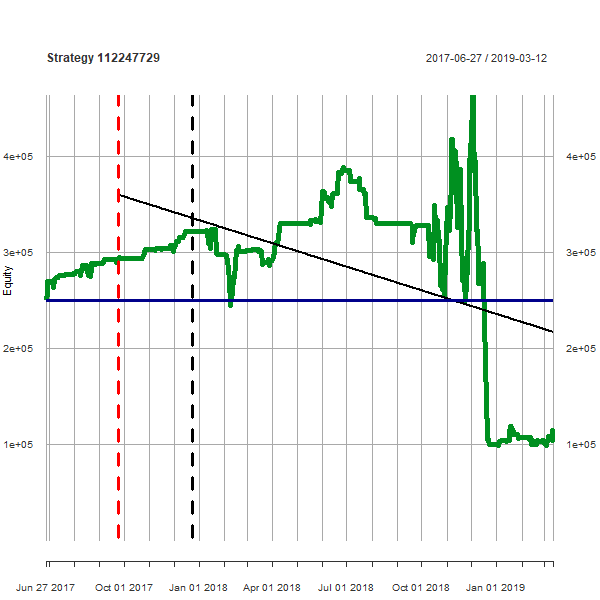 Strategy 112247729
2017-06-27 / 2019-03-12
4e+05
4e+05
3e+05
3e+05
Equity
2e+05
2e+05
1e+05
1e+05
Jun 27 2017
Oct 01 2017
Jan 01 2018
Apr 01 2018
Jul 01 2018
Oct 01 2018
Jan 01 2019